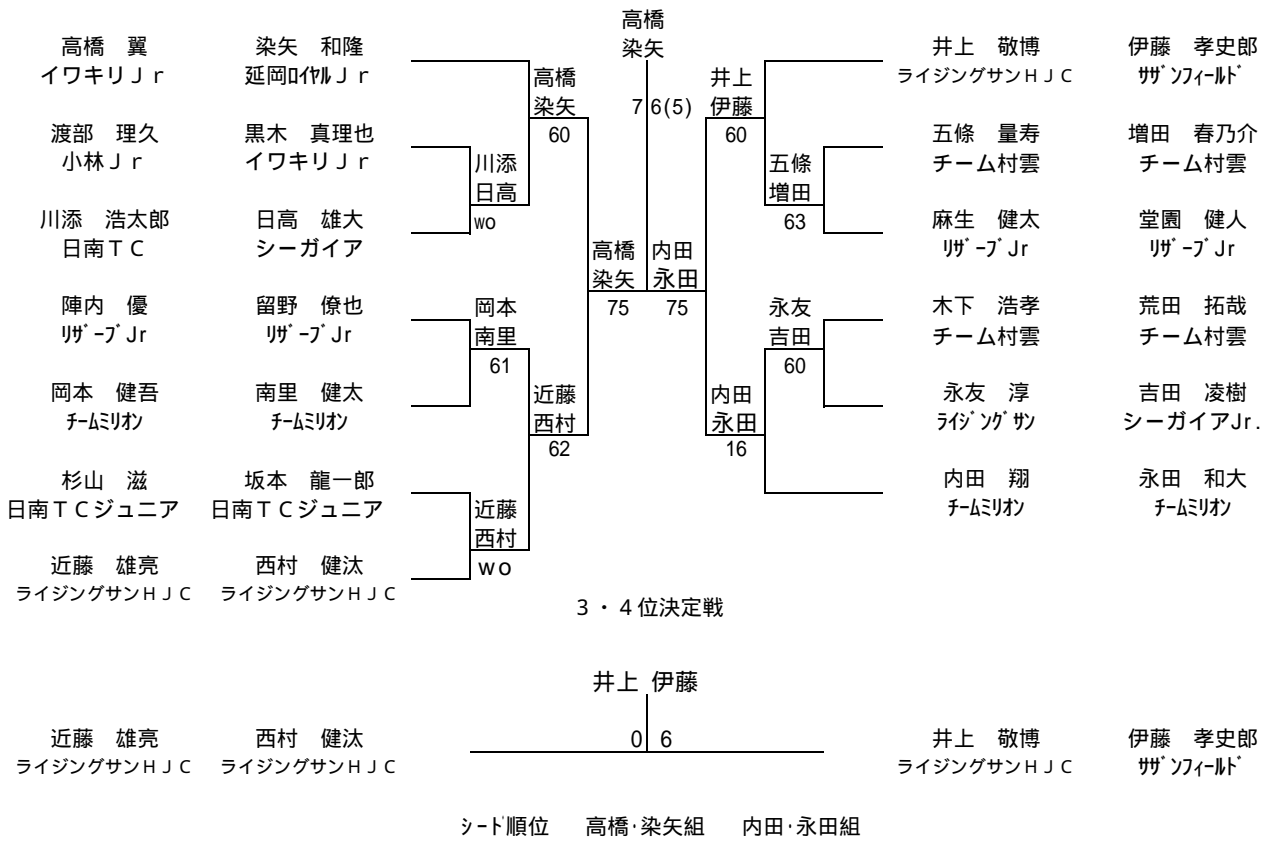 高橋
染矢
高橋　翼　染矢　和隆　井上　敬博　伊藤　孝史郎
イワキリＪｒ　延岡ﾛｲﾔﾙＪｒ　ライジングサンＨＪＣ　ｻｻﾞﾝﾌｨｰﾙﾄﾞ
高橋　井上
染矢　7 6(5)　伊藤
60　60
渡部　理久　黒木　真理也　五條　量寿　増田　春乃介
小林Ｊｒ　イワキリＪｒ　チーム村雲　チーム村雲
川添　五條
日高　増田
wo　63
川添　浩太郎　日高　雄大　麻生　健太　堂園　健人
日南ＴＣ　シーガイア　ﾘｻﾞｰﾌﾞJr　ﾘｻﾞｰﾌﾞJr
高橋　内田
染矢　永田
75　75
陣内　優　留野　僚也　木下　浩孝　荒田　拓哉
ﾘｻﾞｰﾌﾞJr　ﾘｻﾞｰﾌﾞJr　チーム村雲　チーム村雲
岡本　永友
南里　吉田
61　60
岡本　健吾　南里　健太　永友　淳　吉田　凌樹
ﾁｰﾑﾐﾘｵﾝ　ﾁｰﾑﾐﾘｵﾝ　ﾗｲｼﾞﾝｸﾞｻﾝ　シーガイアJr.
近藤　内田
西村　永田
62　16
杉山　滋　坂本　龍一郎　内田　翔　永田　和大
日南ＴＣジュニア　日南ＴＣジュニア　ﾁｰﾑﾐﾘｵﾝ　ﾁｰﾑﾐﾘｵﾝ
近藤
西村
ｗｏ
近藤　雄亮　西村　健汰
ライジングサンＨＪＣ　ライジングサンＨＪＣ
３・４位決定戦
井上　伊藤
近藤　雄亮　西村　健汰　0 6　井上　敬博　伊藤　孝史郎
ライジングサンＨＪＣ　ライジングサンＨＪＣ　ライジングサンＨＪＣ　ｻｻﾞﾝﾌｨｰﾙﾄﾞ
ｼｰﾄﾞ順位　高橋･染矢組　内田･永田組